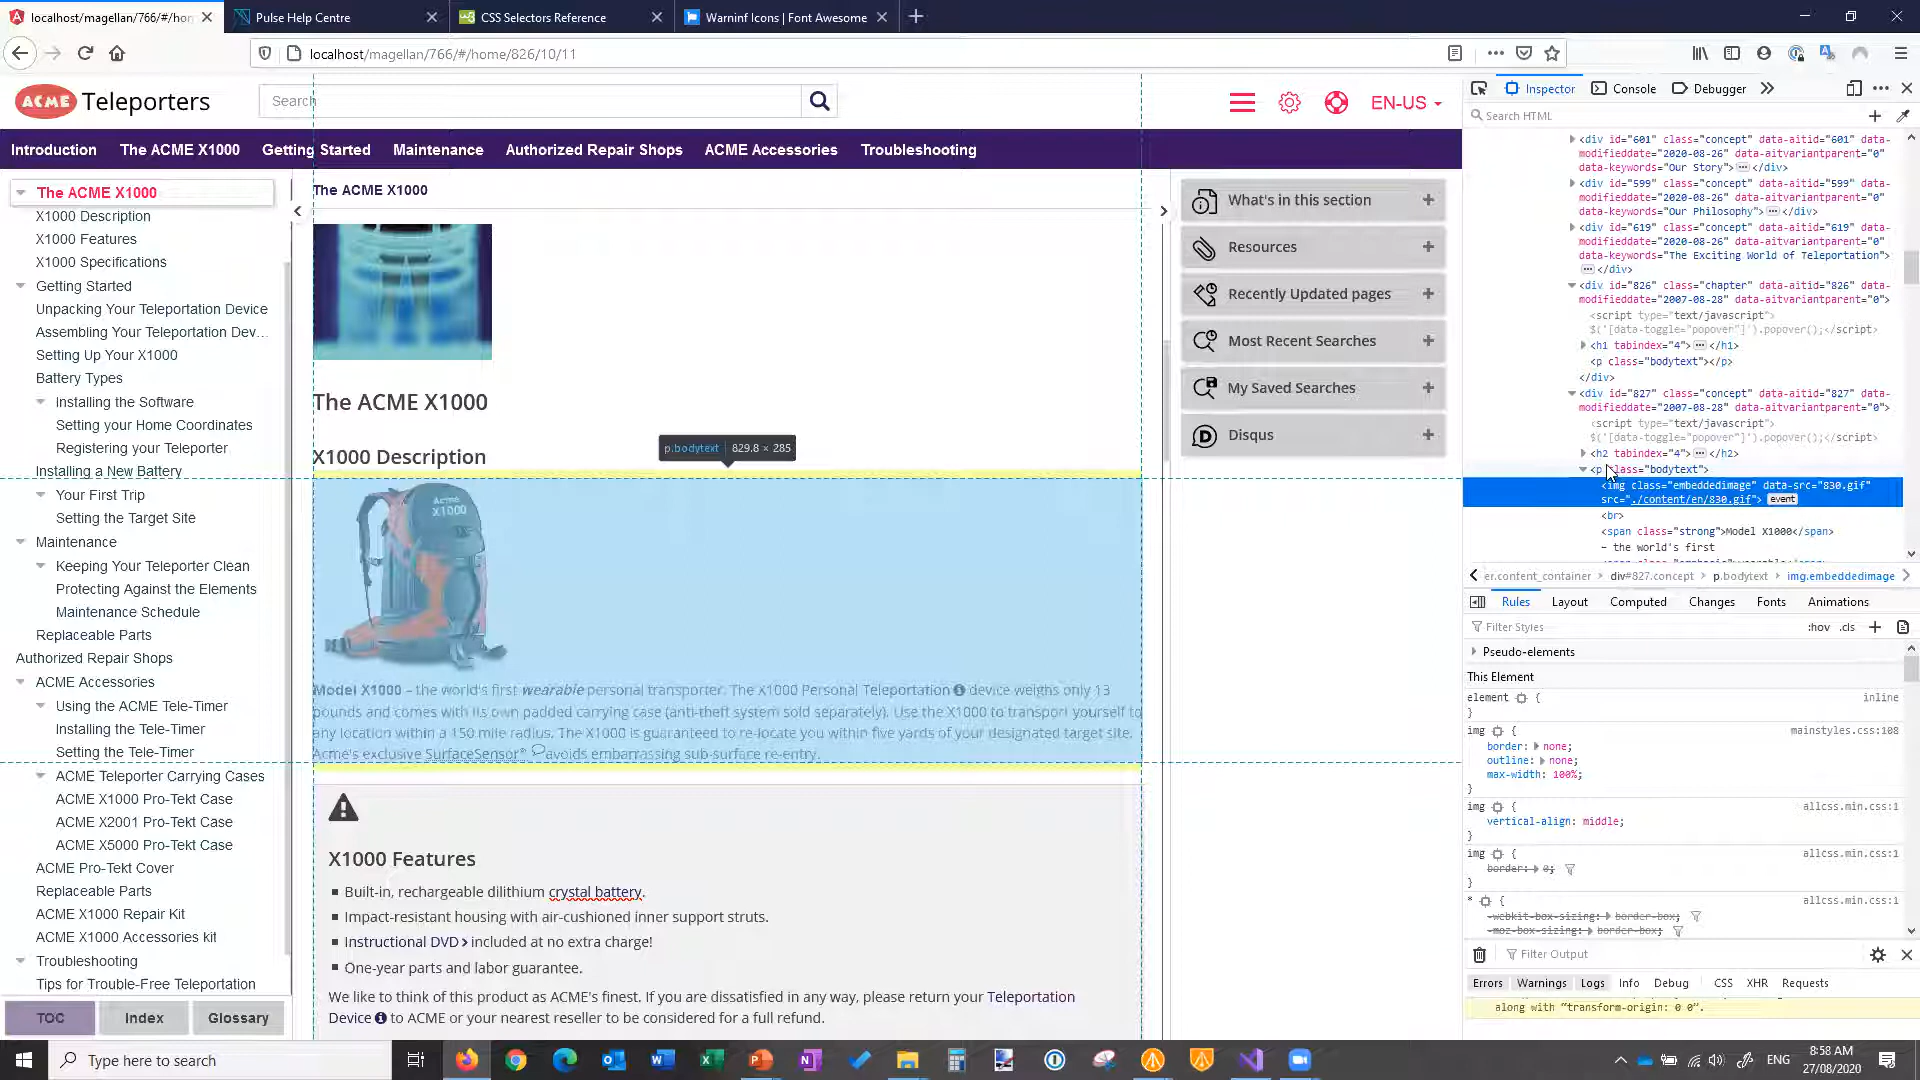 localhost/magellan/766/#/hom
Pulse Help Centre
CSS Selectors Reference
Warninf Icons | Font Awesome
localhost/magellan/766/#/home/826/10/11
ACME Teleporters
Search
EN-US
Introduction The ACME X1000 Getting Started Maintenance Authorized Repair Shops ACME Accessories Troubleshooting
The ACME X1000
X1000 Description
X1000 Features
X1000 Specifications
Getting Started
Unpacking Your Teleportation Device
Assembling Your Teleportation Dev...
Setting Up Your X1000
Battery Types
Installing the Software
Setting your Home Coordinates
Registering your Teleporter
Installing a New Battery
Your First Trip
Setting the Target Site
Maintenance
Keeping Your Teleporter Clean
Protecting Against the Elements
Maintenance Schedule
Replaceable Parts
Authorized Repair Shops
ACME Accessories
Using the ACME Tele-Timer
Installing the Tele-Timer
Setting the Tele-Timer
ACME Teleporter Carrying Cases
ACME X1000 Pro-Tekt Case
ACME X2001 Pro-Tekt Case
ACME X5000 Pro-Tekt Case
ACME Pro-Tekt Cover
Replaceable Parts
ACME X1000 Repair Kit
ACME X1000 Accessories kit
Troubleshooting
Tips for Trouble-Free Teleportation
TOC Index Glossary
The ACME X1000
The ACME X1000
X1000 Description
p.bodytext | 829.8 × 285
Acme
X1000
Model X1000 – the world's first wearable personal transporter. The X1000 Personal Teleportation device weighs only 13
pounds and comes with its own padded carrying case (anti-theft system sold separately). Use the X1000 to transport yourself to
any location within a 150 mile radius. The X1000 is guaranteed to re-locate you within five yards of your designated target site.
Acme's exclusive SurfaceSensor® avoids embarrassing sub-surface re-entry.
X1000 Features
Built-in, rechargeable dilithium crystal battery.
Impact-resistant housing with air-cushioned inner support struts.
Instructional DVD included at no extra charge!
One-year parts and labor guarantee.
We like to think of this product as ACME's finest. If you are dissatisfied in any way, please return your Teleportation
Device to ACME or your nearest reseller to be considered for a full refund.
What's in this section +
Resources +
Recently Updated pages +
Most Recent Searches +
My Saved Searches +
Disqus +
Inspector Console Debugger
Search HTML
<div id="601" class="concept" data-aitid="601" data-
modifieddate="2020-08-26" data-aitvariantparent="0"
data-keywords="Our Story"> </div>
<div id="599" class="concept" data-aitid="599" data-
modifieddate="2020-08-26" data-aitvariantparent="0"
data-keywords="Our Philosophy"> </div>
<div id="619" class="concept" data-aitid="619" data-
modifieddate="2020-08-26" data-aitvariantparent="0"
data-keywords="The Exciting World of Teleportation">
</div>
<div id="826" class="chapter" data-aitid="826" data-
modifieddate="2007-08-28" data-aitvariantparent="0">
<script type="text/javascript">
$('[data-toggle="popover"]').popover();</script>
<h1 tabindex="4"> </h1>
<p class="bodytext"></p>
</div>
<div id="827" class="concept" data-aitid="827" data-
modifieddate="2007-08-28" data-aitvariantparent="0">
<script type="text/javascript">
$('[data-toggle="popover"]').popover();</script>
<h2 tabindex="4"> </h2>
<p class="bodytext">
<img class="embeddedimage" data-src="830.gif"
src="./content/en/830.gif"> event
<br>
<span class="strong">Model X1000</span>
– the world's first
er.content_container > div#827.concept > p.bodytext > img.embeddedimage
Rules Layout Computed Changes Fonts Animations
Filter Styles :hov .cls +
Pseudo-elements
This Element
element { inline
}
img { mainstyles.css:108
border: none;
outline: none;
max-width: 100%;
}
img { allcss.min.css:1
vertical-align: middle;
}
img { allcss.min.css:1
border: 0;
}
* { allcss.min.css:1
-webkit-box-sizing: border-box;
-moz-box-sizing: border-box;
Filter Output
Errors Warnings Logs Info Debug CSS XHR Requests
along with "transform-origin: 0 0".
Type here to search
ENG
8:58 AM
27/08/2020